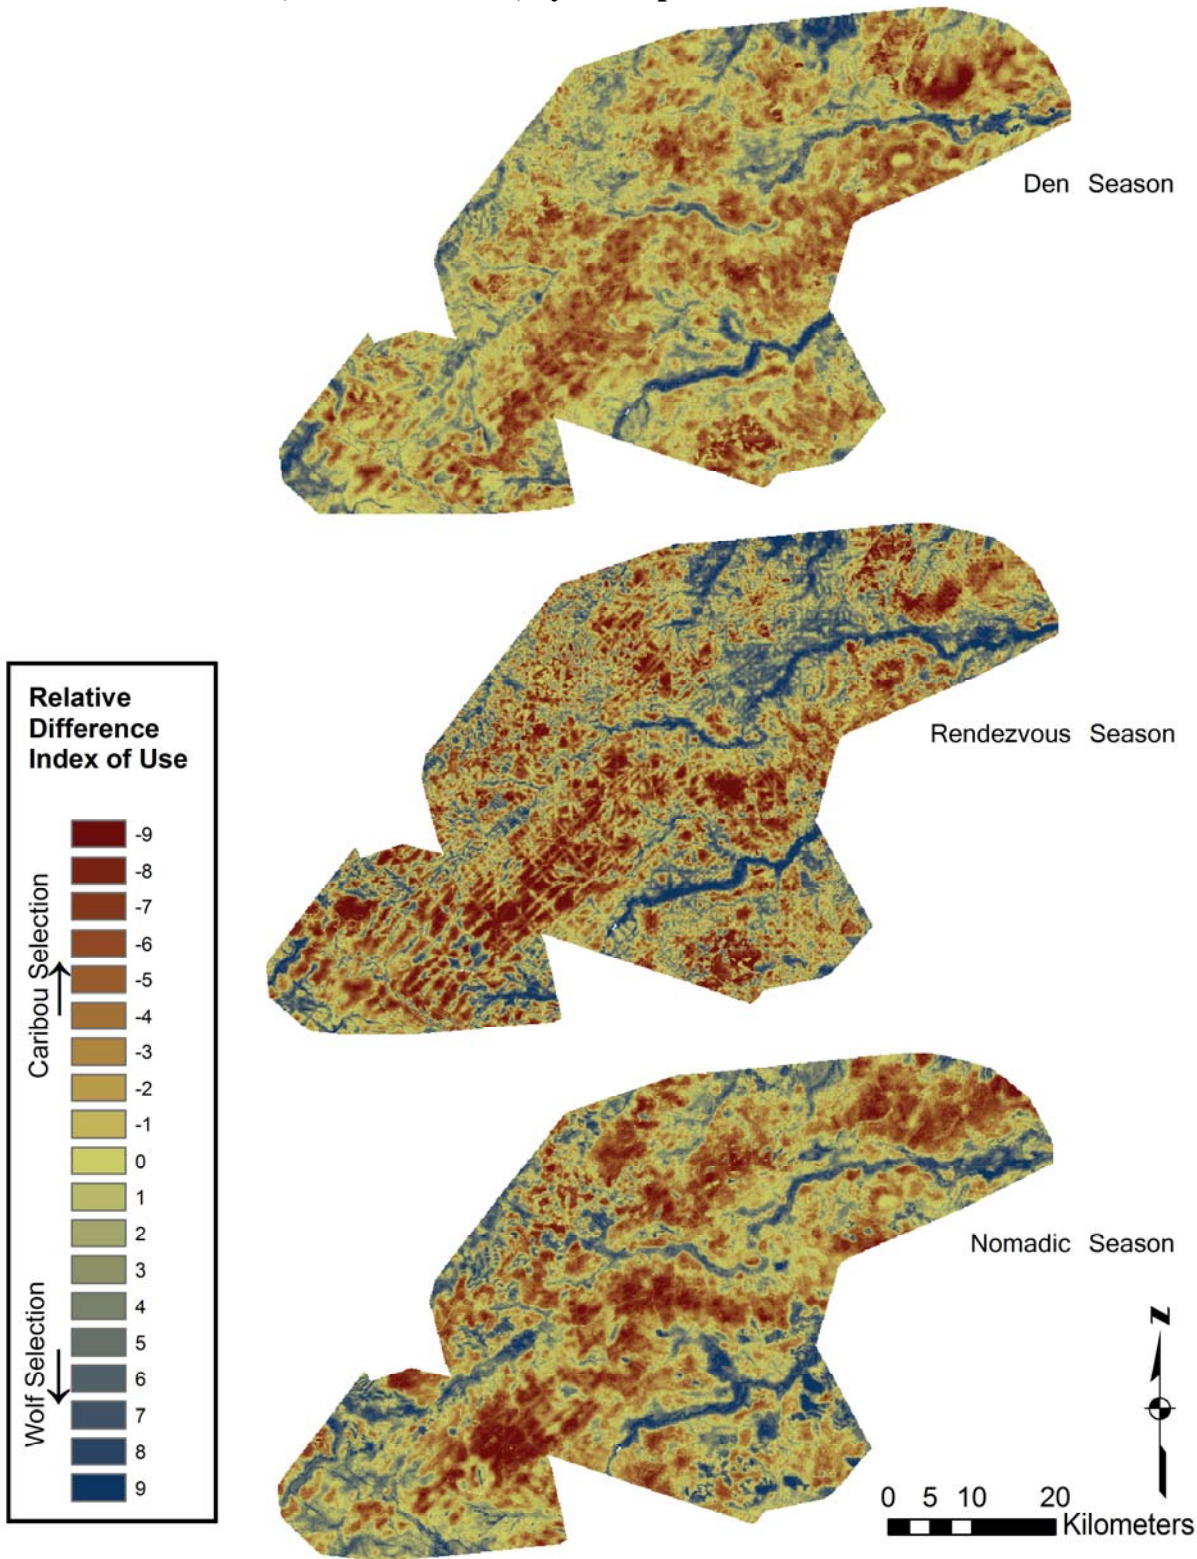 Den Season
Rendezvous Season
Relative
Difference
Index of Use
Caribou Selection
Wolf Selection
-9
-8
-7
-6
-5
-4
-3
-2
-1
0
1
2
3
4
5
6
7
8
9
Nomadic Season
N
0 5 10 20
Kilometers